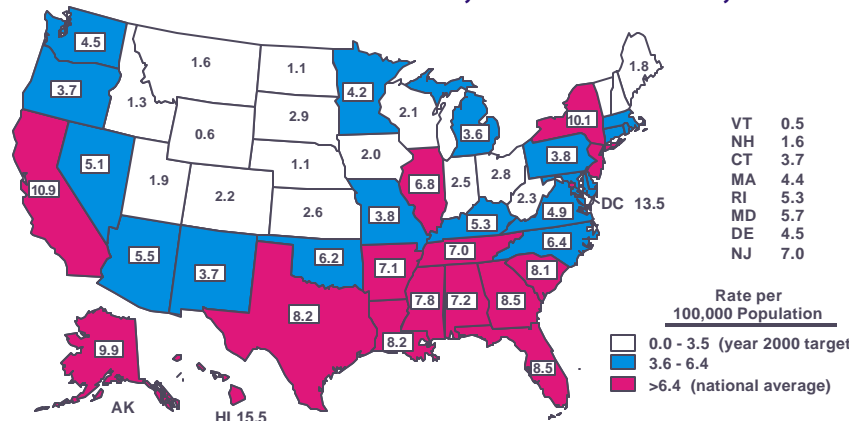 4.5
1.6
1.1
4.2
1.8
3.7
1.3
2.9
2.1
10.1
0.6
3.6
VT 0.5
NH 1.6
CT 3.7
MA 4.4
RI 5.3
MD 5.7
DE 4.5
NJ 7.0
5.1
1.9
1.1
2.0
3.8
10.9
2.2
2.6
6.8
2.5
2.8
2.3
DC 13.5
3.8
5.3
4.9
5.5
3.7
6.2
7.1
7.0
6.4
8.1
8.2
7.8
7.2
8.5
8.2
8.5
9.9
AK
HI 15.5
Rate per
100,000 Population
0.0 - 3.5 (year 2000 target
3.6 - 6.4
>6.4 (national average)